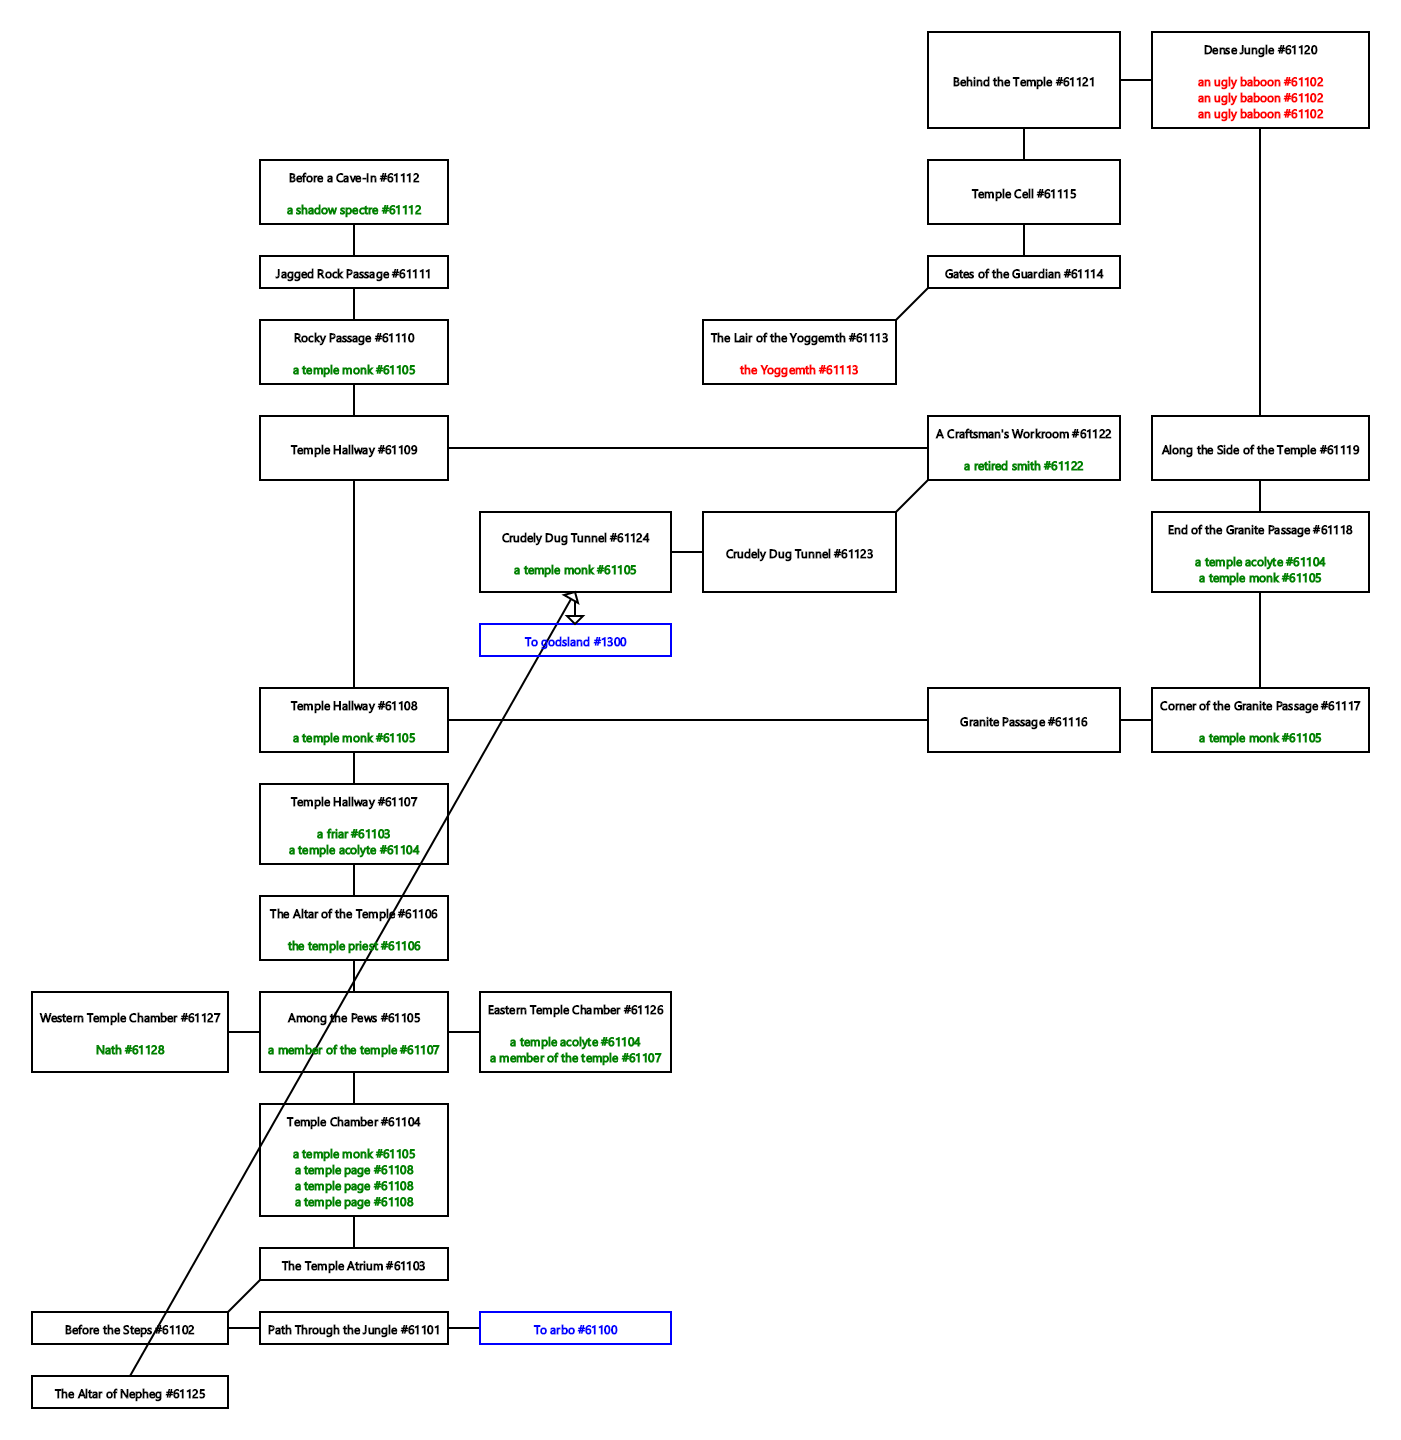 Dense Jungle #61120
an ugly baboon #61102
an ugly baboon #61102
an ugly baboon #61102
Behind the Temple #61121
Before a Cave-In #61112
a shadow spectre #61112
Temple Cell #61115
Jagged Rock Passage #61111
Gates of the Guardian #61114
Rocky Passage #61110
a temple monk #61105
The Lair of the Yoggemth #61113
the Yoggemth #61113
Temple Hallway #61109
A Craftsman's Workroom #61122
a retired smith #61122
Along the Side of the Temple #61119
Crudely Dug Tunnel #61124
a temple monk #61105
Crudely Dug Tunnel #61123
End of the Granite Passage #61118
a temple acolyte #61104
a temple monk #61105
To godsland #1300
Temple Hallway #61108
a temple monk #61105
Granite Passage #61116
Corner of the Granite Passage #61117
a temple monk #61105
Temple Hallway #61107
a friar #61103
a temple acolyte #61104
The Altar of the Temple #61106
the temple priest #61106
Western Temple Chamber #61127
Nath #61128
Among the Pews #61105
a member of the temple #61107
Eastern Temple Chamber #61126
a temple acolyte #61104
a member of the temple #61107
Temple Chamber #61104
a temple monk #61105
a temple page #61108
a temple page #61108
a temple page #61108
The Temple Atrium #61103
Before the Steps #61102
Path Through the Jungle #61101
To arbo #61100
The Altar of Nepheg #61125